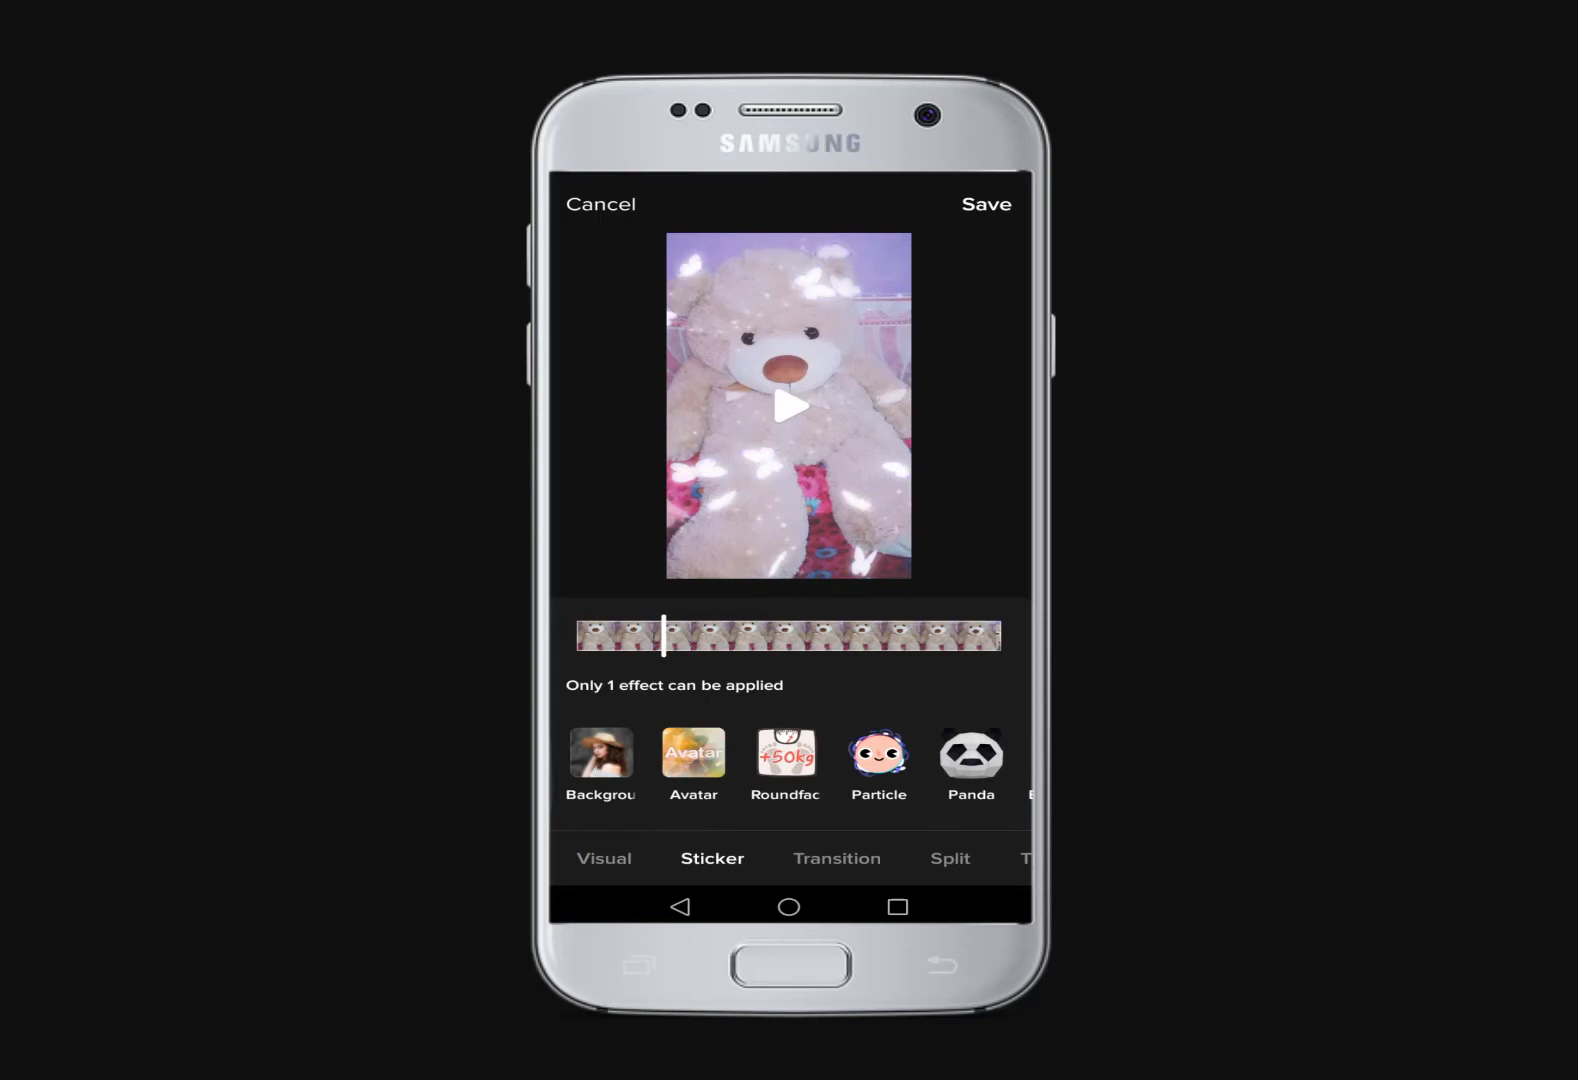 SAMSUNG
Cancel
Save
Only 1 effect can be applied
Avatar
+50kg
Backgrou
Avatar
Roundfac
Particle
Panda
Visual
Sticker
Transition
Split
T